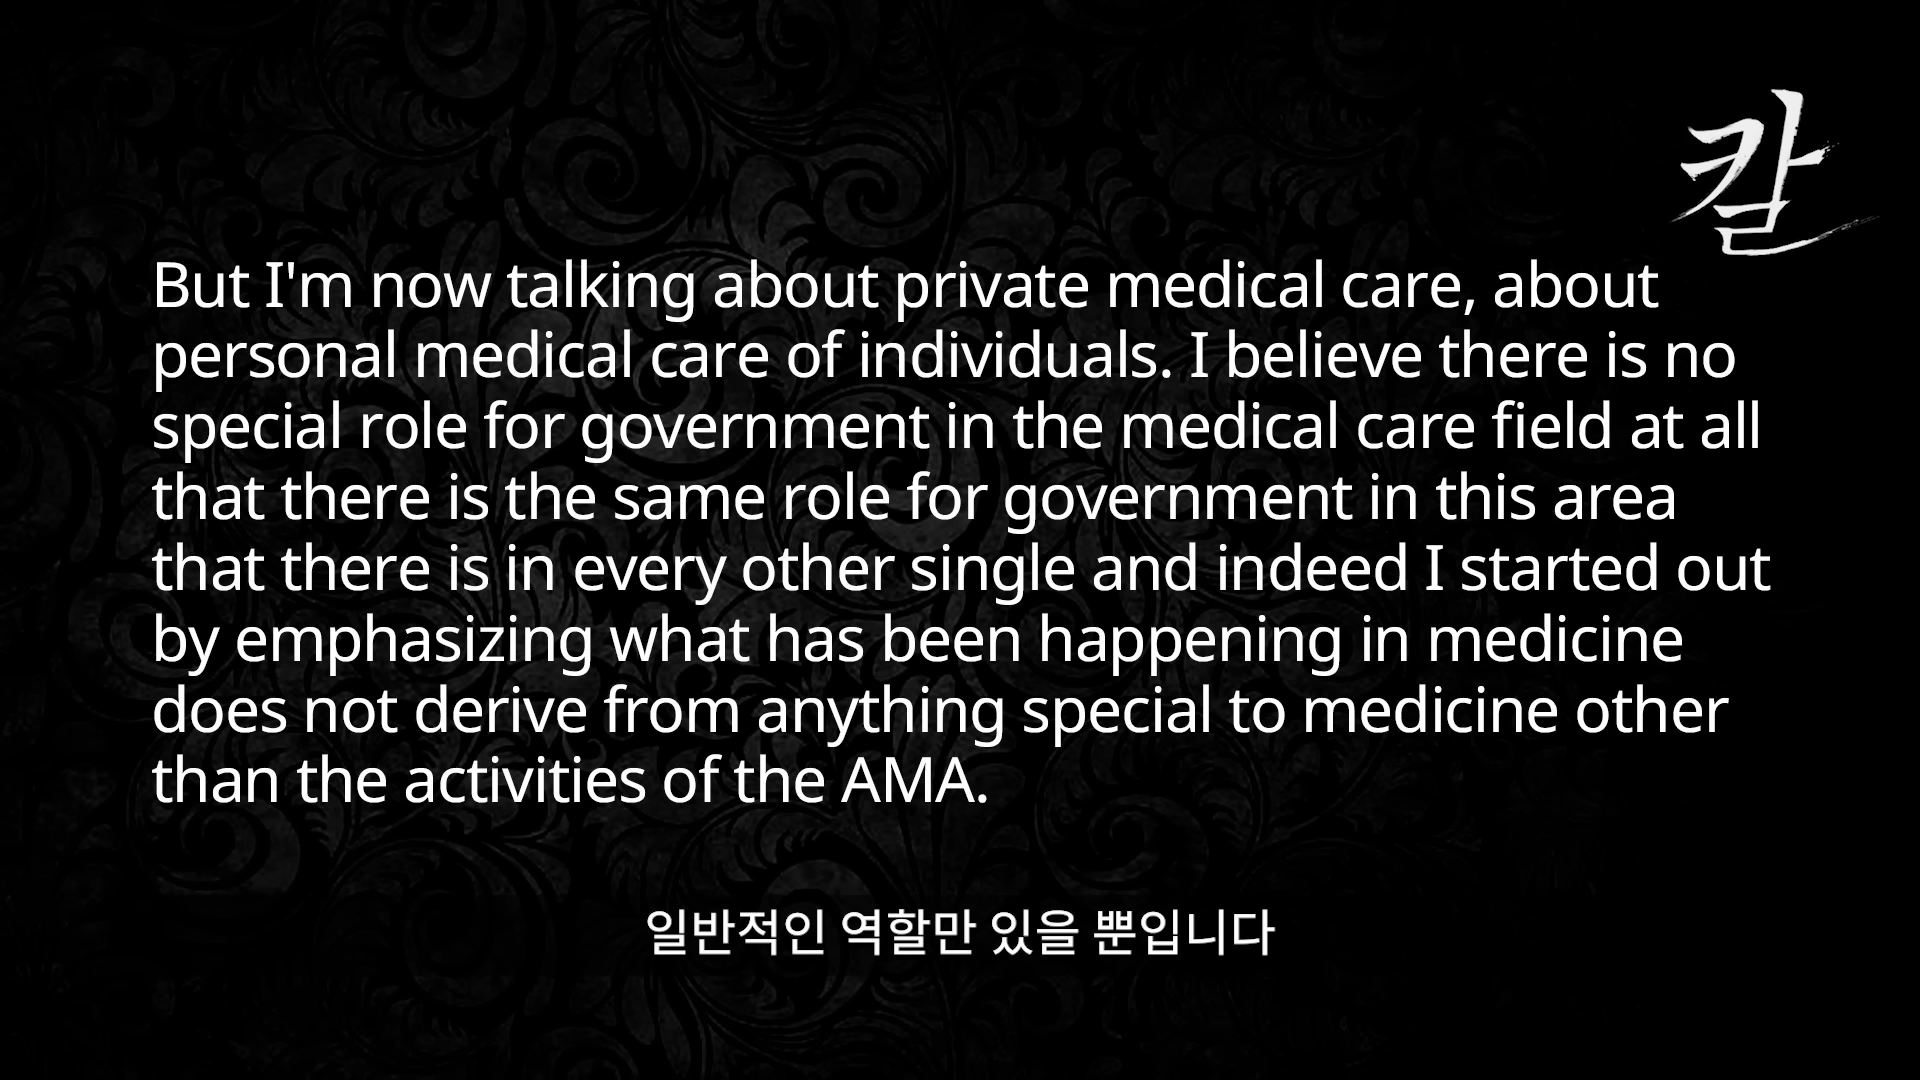 칼
But I'm now talking about private medical care, about
personal medical care of individuals. I believe there is no
special role for government in the medical care field at all
that there is the same role for government in this area
that there is in every other single and indeed I started out
by emphasizing what has been happening in medicine
does not derive from anything special to medicine other
than the activities of the AMA.
일반적인 역할만 있을 뿐입니다